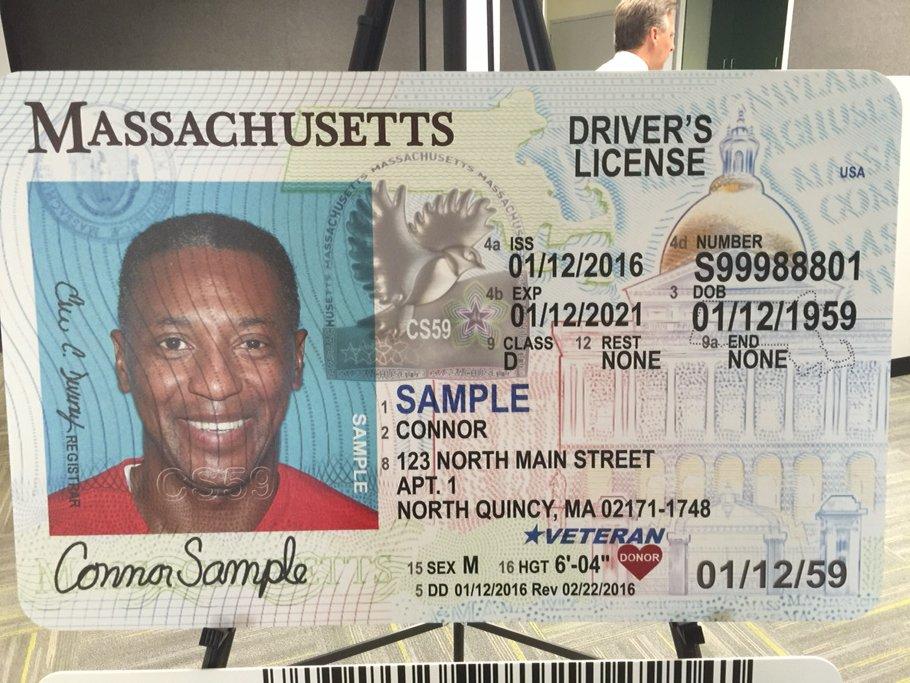 MASSACHUSETTS
DRIVER'S
LICENSE
USA
MASSACHUSETTS MASSACHUSETTS MASSACHUSETTS
4a ISS
01/12/2016
4d NUMBER
S99988801
4b EXP
01/12/2021
3 DOB
01/12/1959
CS59
9 CLASS
D
12 REST
NONE
9a END
NONE
1 SAMPLE
2 CONNOR
8 123 NORTH MAIN STREET
APT. 1
NORTH QUINCY, MA 02171-1748
VETERAN
15 SEX M 16 HGT 6'-04"
DONOR
5 DD 01/12/2016 Rev 02/22/2016
01/12/59
REGISTRAR
SAMPLE
CS59
Connor Sample